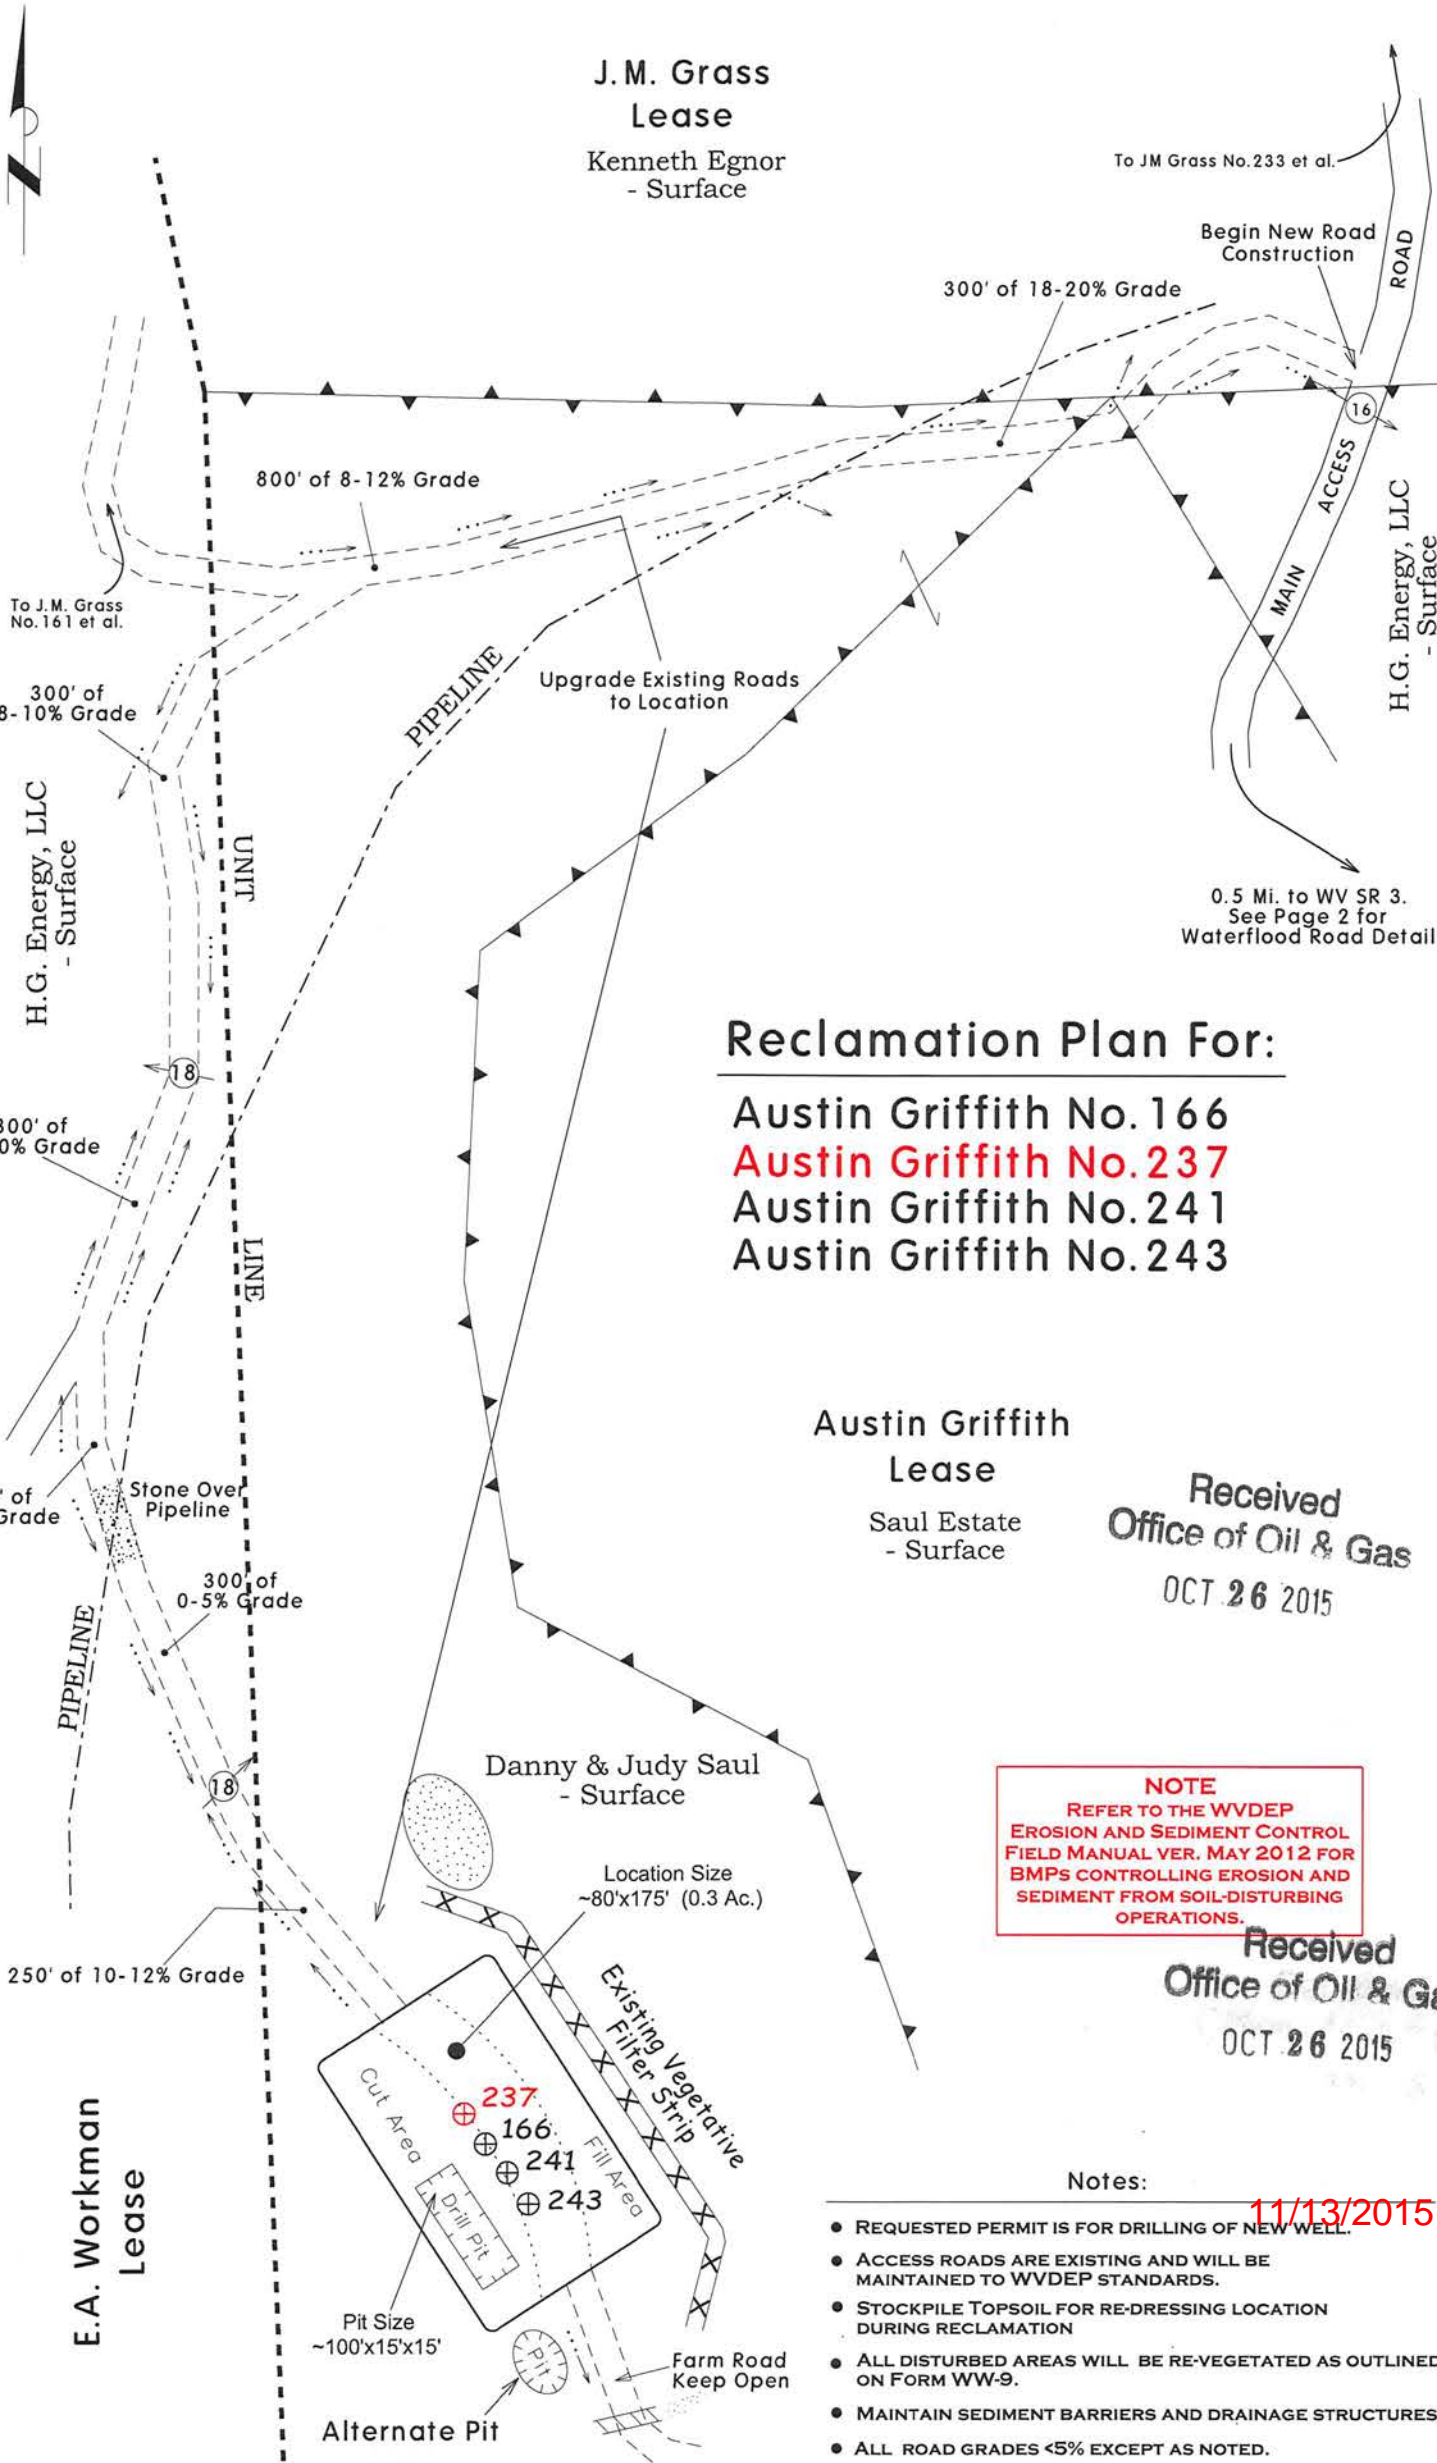 J.M. Grass
Lease
Kenneth Egnor
- Surface
To JM Grass No.233 et al.
Begin New Road
Construction
300' of 18-20% Grade
ROAD
16
ACCESS
MAIN
H.G. Energy, LLC
- Surface
800' of 8-12% Grade
To J.M. Grass
No.161 et al.
300' of
8-10% Grade
PIPELINE
Upgrade Existing Roads
to Location
H.G. Energy, LLC
- Surface
UNIT
0.5 Mi. to WV SR 3.
See Page 2 for
Waterflood Road Detail
Reclamation Plan For:
Austin Griffith No.166
Austin Griffith No.237
Austin Griffith No.241
Austin Griffith No.243
18
300' of
0% Grade
LINE
Austin Griffith
Lease
Saul Estate
- Surface
Received
Office of Oil & Gas
OCT 26 2015
' of
Grade
Stone Over
Pipeline
300' of
0-5% Grade
PIPELINE
18
Danny & Judy Saul
- Surface
NOTE
REFER TO THE WVDEP
EROSION AND SEDIMENT CONTROL
FIELD MANUAL VER. MAY 2012 FOR
BMPS CONTROLLING EROSION AND
SEDIMENT FROM SOIL-DISTURBING
OPERATIONS.
Location Size
~80'x175' (0.3 Ac.)
Received
Office of Oil & Ga
OCT 26 2015
250' of 10-12% Grade
Existing Vegetative
Filter Strip
Cut Area
237
166
241
243
Fill Area
Drill Pit
E.A. Workman
Lease
Pit Size
~100'x15'x15'
Pit
Alternate Pit
Farm Road
Keep Open
Notes:
11/13/2015
● REQUESTED PERMIT IS FOR DRILLING OF NEW WELL.
● ACCESS ROADS ARE EXISTING AND WILL BE
MAINTAINED TO WVDEP STANDARDS.
● STOCKPILE TOPSOIL FOR RE-DRESSING LOCATION
DURING RECLAMATION
● ALL DISTURBED AREAS WILL BE RE-VEGETATED AS OUTLINED
ON FORM WW-9.
● MAINTAIN SEDIMENT BARRIERS AND DRAINAGE STRUCTURES
● ALL ROAD GRADES <5% EXCEPT AS NOTED.